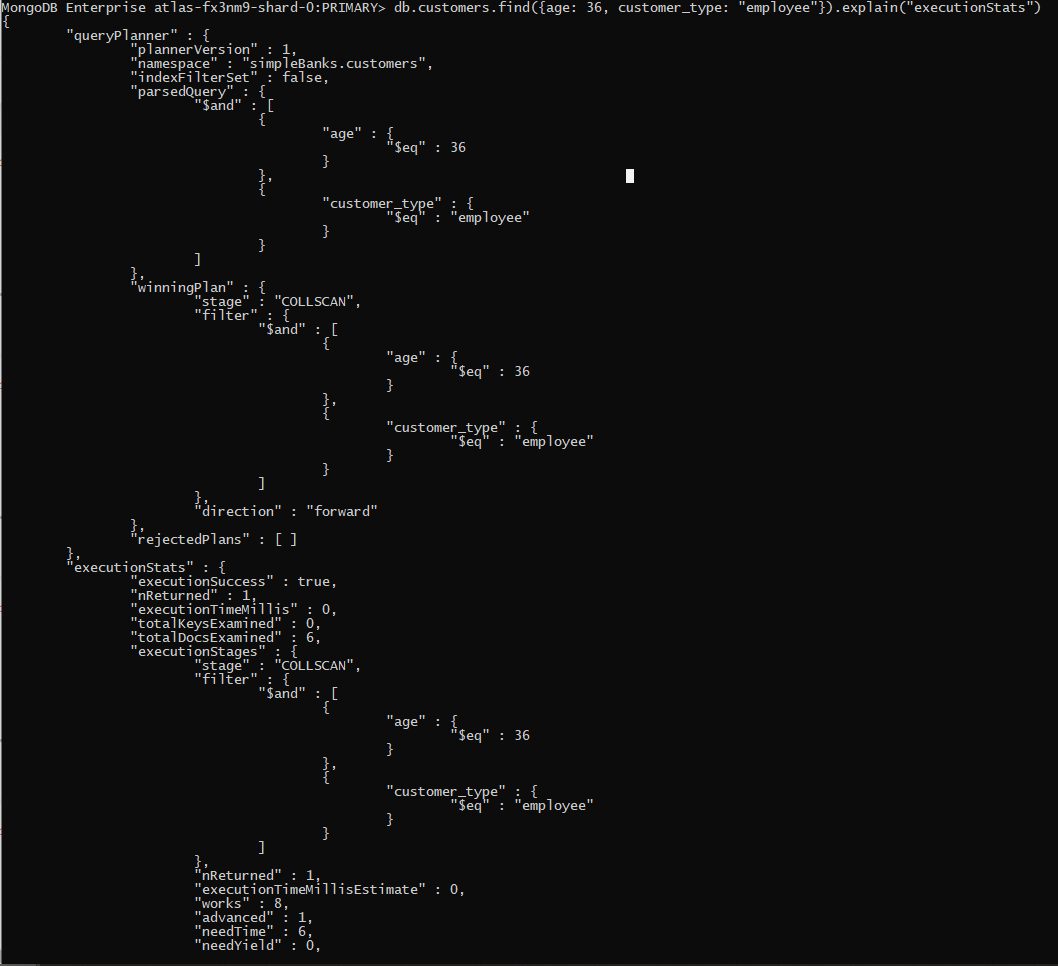 MongoDB Enterprise atlas-fx3nm9-shard-0:PRIMARY> db.customers.find({age: 36, customer_type: "employee"}).explain("executionStats")
{
"queryPlanner" : {
"plannerVersion" : 1,
"namespace" : "simpleBanks.customers",
"indexFilterSet" : false,
"parsedQuery" : {
"$and" : [
{
"age" : {
"$eq" : 36
}
},
{
"customer_type" : {
"$eq" : "employee"
}
}
]
},
"winningPlan" : {
"stage" : "COLLSCAN",
"filter" : {
"$and" : [
{
"age" : {
"$eq" : 36
}
},
{
"customer_type" : {
"$eq" : "employee"
}
}
]
},
"direction" : "forward"
},
"rejectedPlans" : [ ]
},
"executionStats" : {
"executionSuccess" : true,
"nReturned" : 1,
"executionTimeMillis" : 0,
"totalKeysExamined" : 0,
"totalDocsExamined" : 6,
"executionStages" : {
"stage" : "COLLSCAN",
"filter" : {
"$and" : [
{
"age" : {
"$eq" : 36
}
},
{
"customer_type" : {
"$eq" : "employee"
}
}
]
},
"nReturned" : 1,
"executionTimeMillisEstimate" : 0,
"works" : 8,
"advanced" : 1,
"needTime" : 6,
"needYield" : 0,